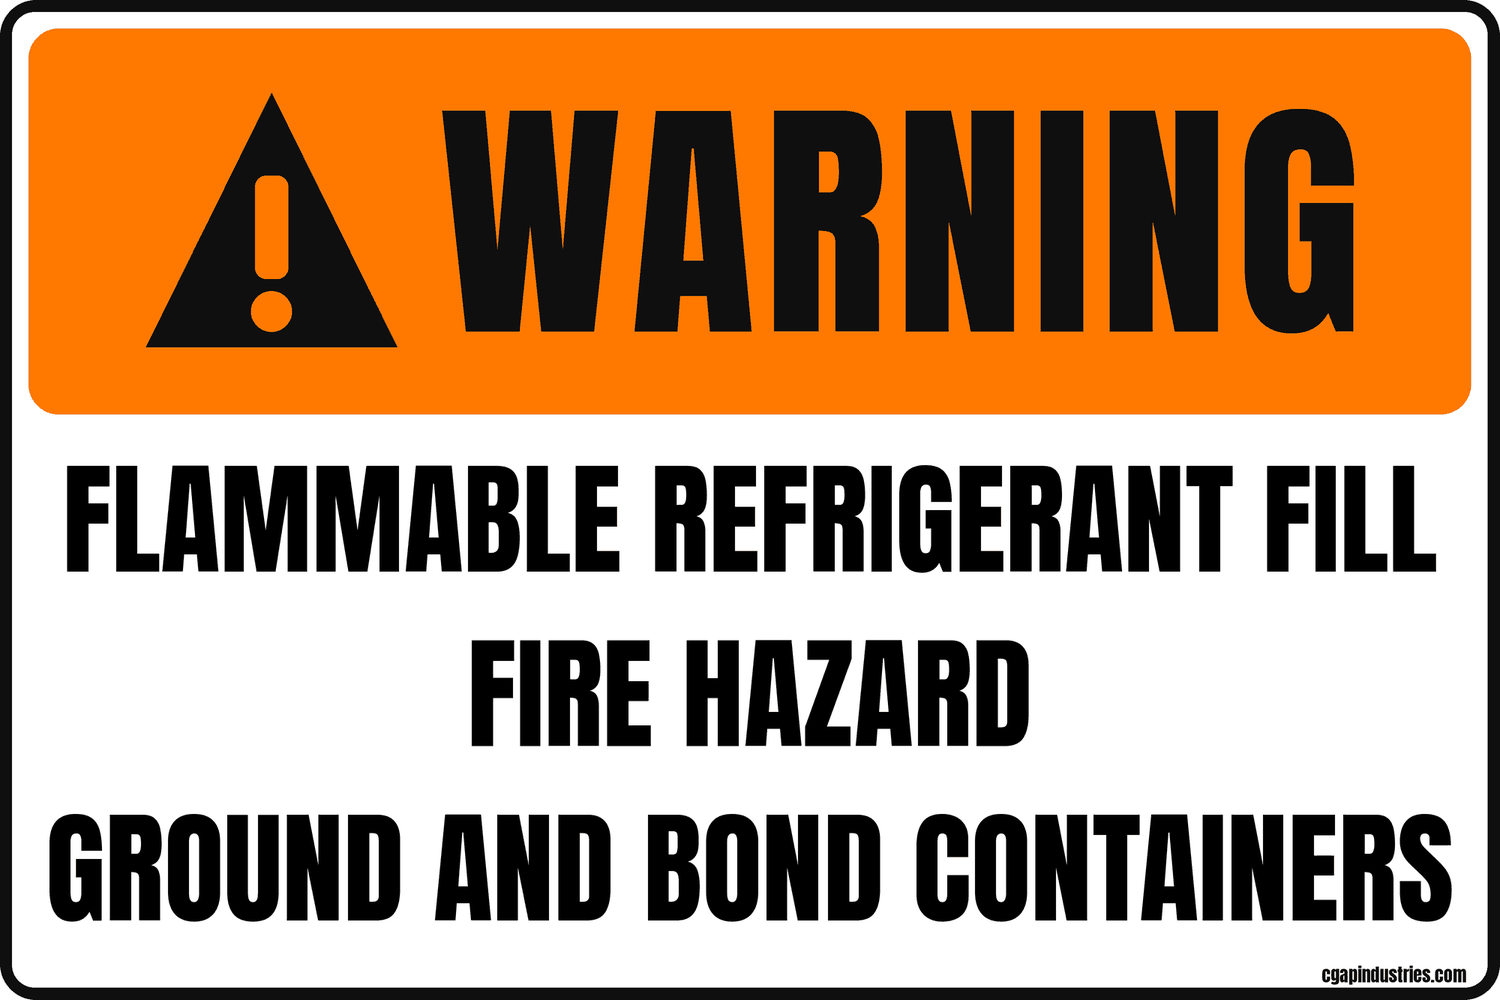 WARNING
FLAMMABLE REFRIGERANT FILL
FIRE HAZARD
GROUND AND BOND CONTAINERS
cgapindustries.com